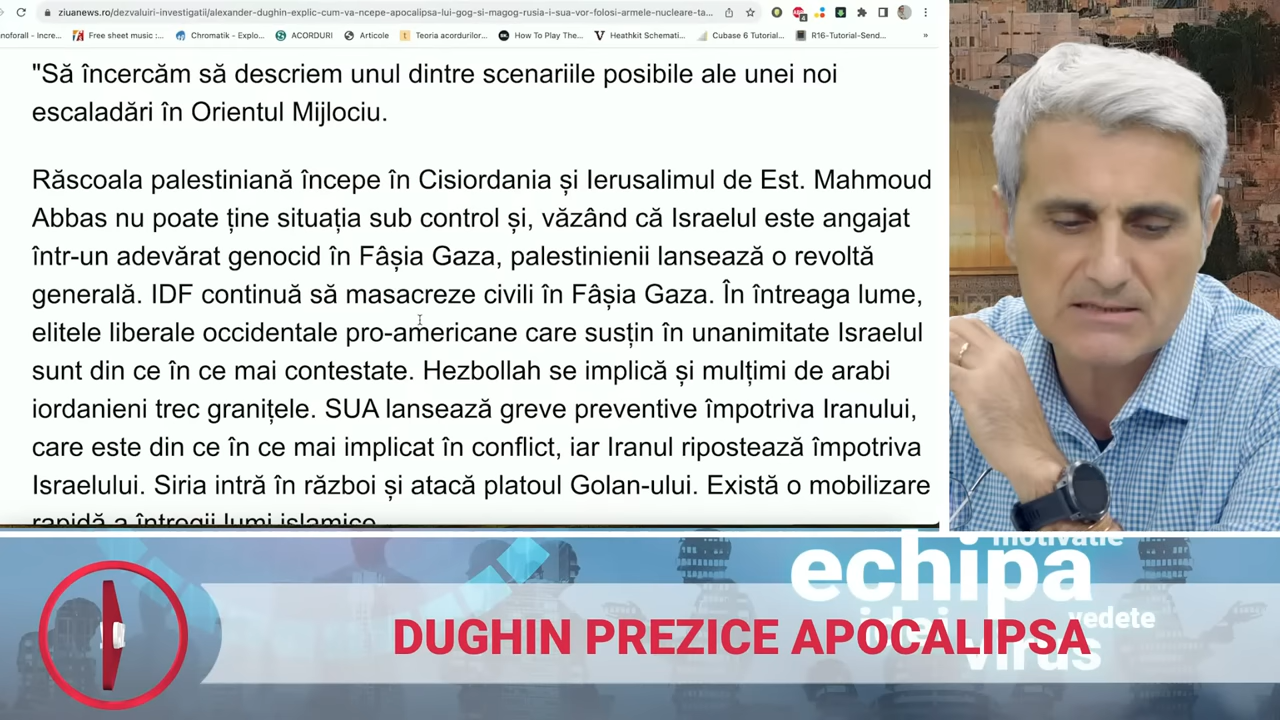 ziuanews.ro/dezvaluiri-investigatii/alexander-dughin-explic-cum-va-ncepe-apocalipsa-lui-gog-si-magog-rusia-i-sua-vor-folosi-armele-nucleare-ta...
nnoforall - Incre... Free sheet music :... Chromatik - Explo... ACORDURI Articole Teoria acordurilor... How To Play The... Heathkit Schemati... Cubase 6 Tutorial... R16-Tutorial-Send... »
"Să încercăm să descriem unul dintre scenariile posibile ale unei noi
escaladări în Orientul Mijlociu.
Răscoala palestiniană începe în Cisiordania și Ierusalimul de Est. Mahmoud
Abbas nu poate ține situația sub control și, văzând că Israelul este angajat
într-un adevărat genocid în Fâșia Gaza, palestinienii lansează o revoltă
generală. IDF continuă să masacreze civili în Fâșia Gaza. În întreaga lume,
elitele liberale occidentale pro-americane care susțin în unanimitate Israelul
sunt din ce în ce mai contestate. Hezbollah se implică și mulțimi de arabi
iordanieni trec granițele. SUA lansează greve preventive împotriva Iranului,
care este din ce în ce mai implicat în conflict, iar Iranul ripostează împotriva
Israelului. Siria intră în război și atacă platoul Golan-ului. Există o mobilizare
rapidă a întregii lumi islamice
motivatie
echipa
idei vedete
virus
DUGHIN PREZICE APOCALIPSA